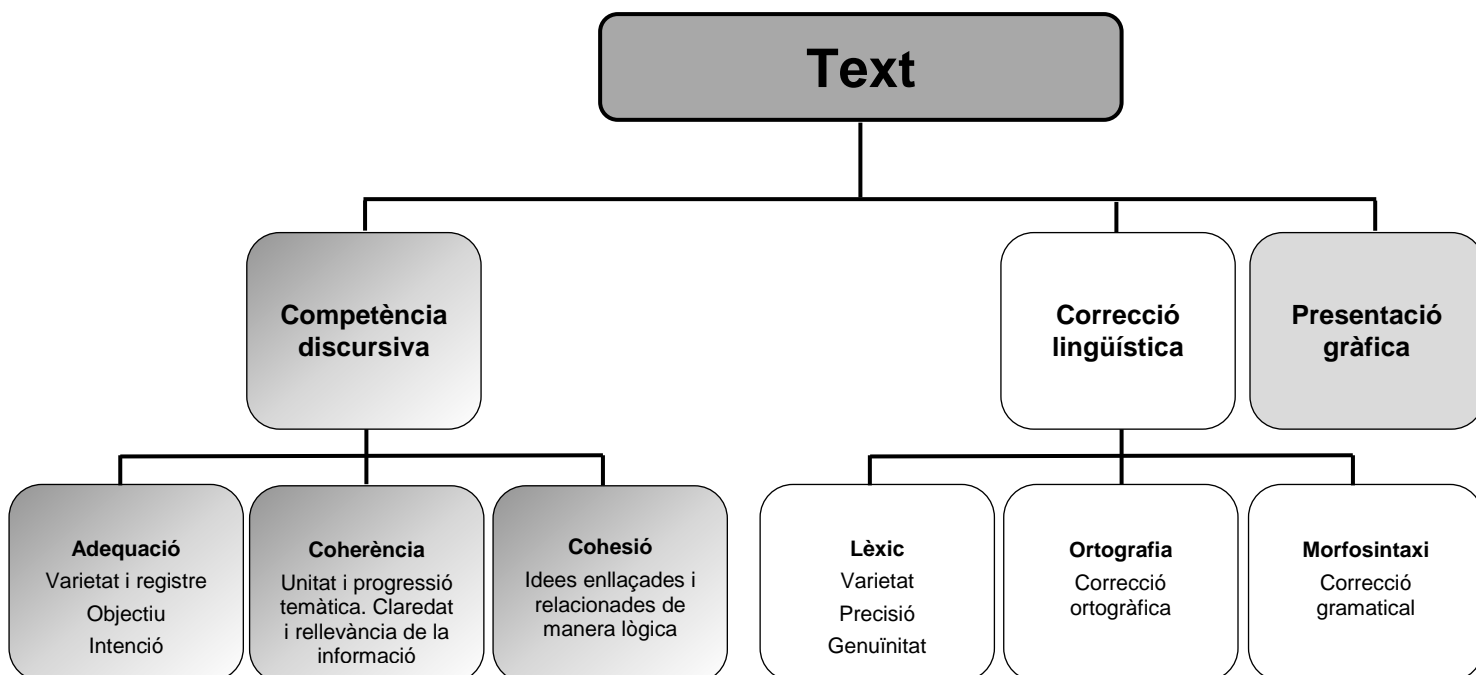 Text
Competència
discursiva
Correcció
lingüística
Presentació
gràfica
Adequació
Varietat i registre
Objectiu
Intenció
Coherència
Unitat i progressió
temàtica. Claredat
i rellevància de la
informació
Cohesió
Idees enllaçades i
relacionades de
manera lògica
Lèxic
Varietat
Precisió
Genuïnitat
Ortografia
Correcció
ortogràfica
Morfosintaxi
Correcció
gramatical